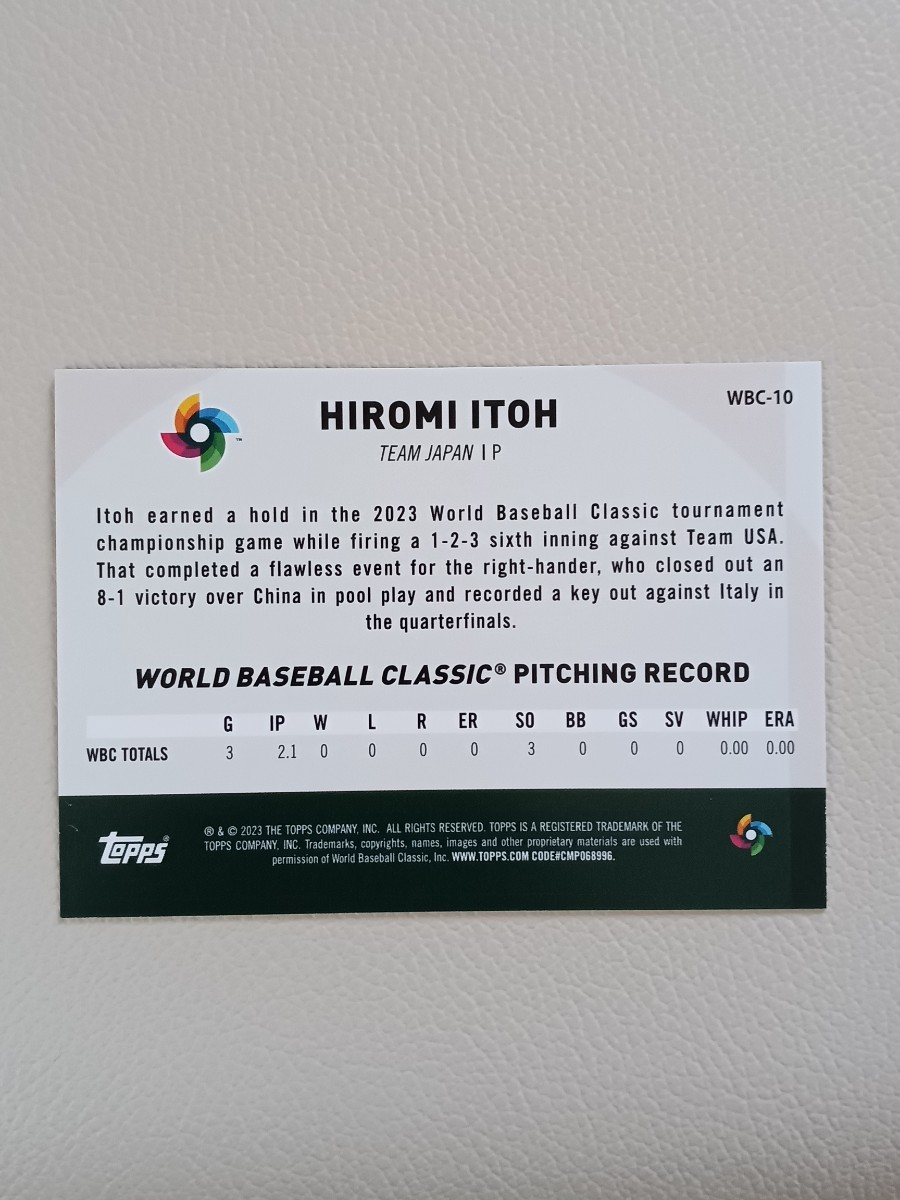 WBC-10
HIROMI ITOH
TEAM JAPAN | P
Itoh earned a hold in the 2023 World Baseball Classic tournament
championship game while firing a 1-2-3 sixth inning against Team USA.
That completed a flawless event for the right-hander, who closed out an
8-1 victory over China in pool play and recorded a key out against Italy in
the quarterfinals.
WORLD BASEBALL CLASSIC® PITCHING RECORD
G IP W L R ER SO BB GS SV WHIP ERA
WBC TOTALS 3 2.1 0 0 0 0 3 0 0 0 0.00 0.00
topps®
® & © 2023 THE TOPPS COMPANY, INC. ALL RIGHTS RESERVED. TOPPS IS A REGISTERED TRADEMARK OF THE
TOPPS COMPANY, INC. Trademarks, copyrights, names, images and other proprietary materials are used with
permission of World Baseball Classic, Inc. WWW.TOPPS.COM CODE#CMP068996.